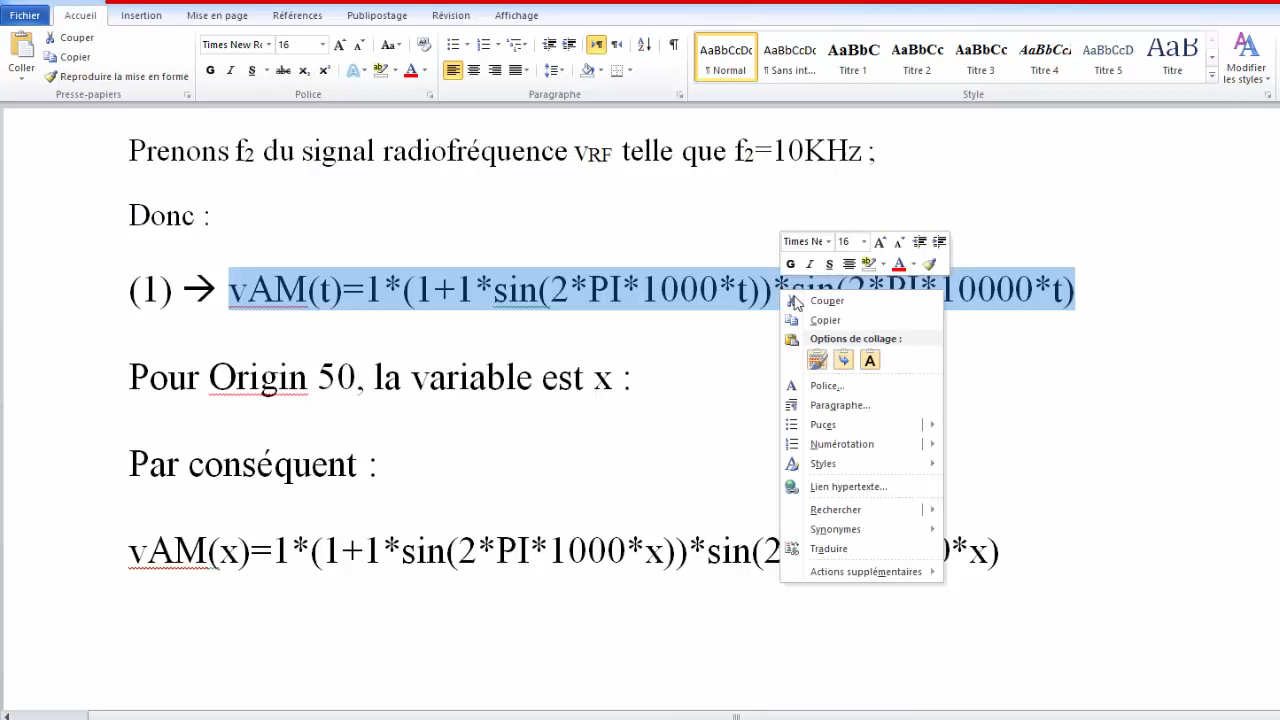 Fichier Accueil Insertion Mise en page Références Publipostage Révision Affichage
Couper
Copier
Reproduire la mise en forme
Coller
Presse-papiers
Times New R 16
Police
Paragraphe
AaBbCcDc AaBbCcDc AaBbC AaBbCc AaBbCc AaBbCc AaBbCcDc AaB
¶ Normal ¶ Sans int... Titre 1 Titre 2 Titre 3 Titre 4 Titre 5 Titre
Modifier
les styles
Style
Prenons f2 du signal radiofréquence vRF telle que f2=10KHz ;
Donc :
(1) → vAM(t)=1*(1+1*sin(2*PI*1000*t))*sin(2*PI*10000*t)
Times Ne 16
G I S
Couper
Copier
Options de collage :
Police...
Paragraphe...
Puces
Numérotation
Styles
Lien hypertexte...
Rechercher
Synonymes
Traduire
Actions supplémentaires
Pour Origin 50, la variable est x :
Par conséquent :
vAM(x)=1*(1+1*sin(2*PI*1000*x))*sin(2 0*x)